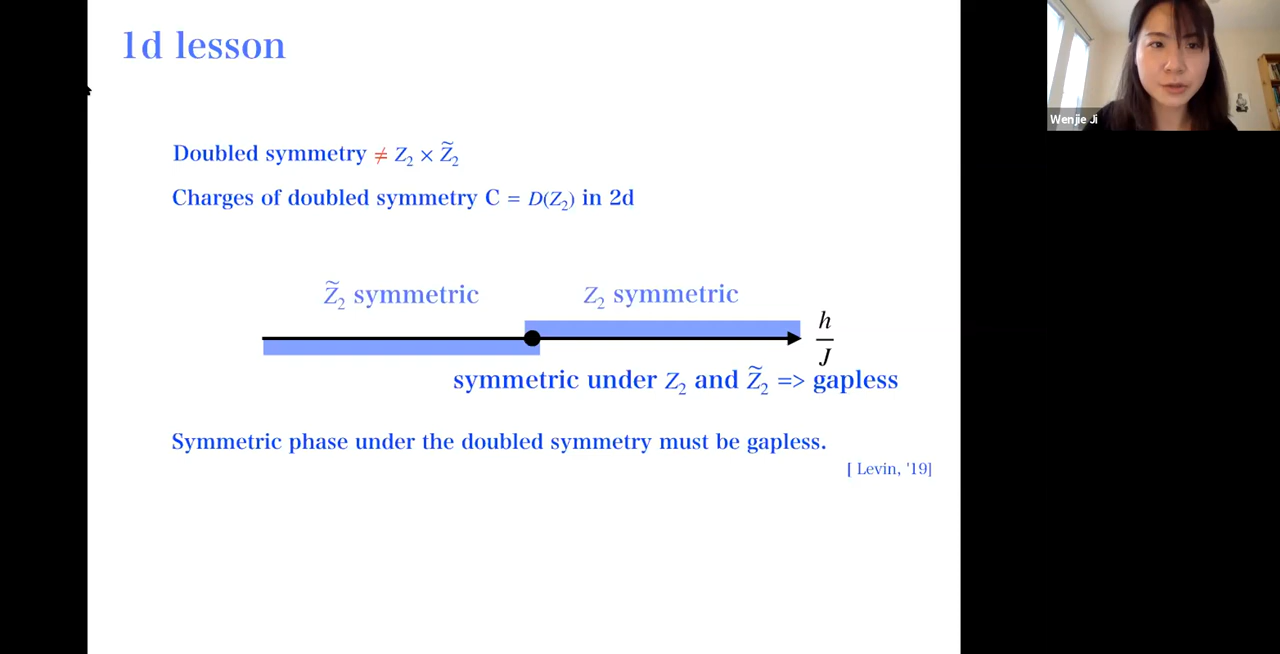 1d lesson
Wenjie Ji
Doubled symmetry ≠ Z₂ × Z̃₂
Charges of doubled symmetry C = D(Z₂) in 2d
Z̃₂ symmetric
Z₂ symmetric
h
J
symmetric under Z₂ and Z̃₂ => gapless
Symmetric phase under the doubled symmetry must be gapless.
[ Levin, '19]